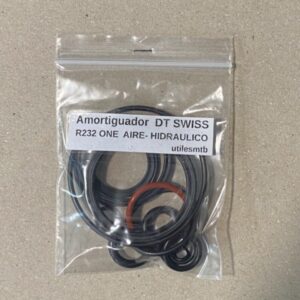 Amortiguador DT SWISS
R232 ONE AIRE- HIDRAULICO
utilesmtb